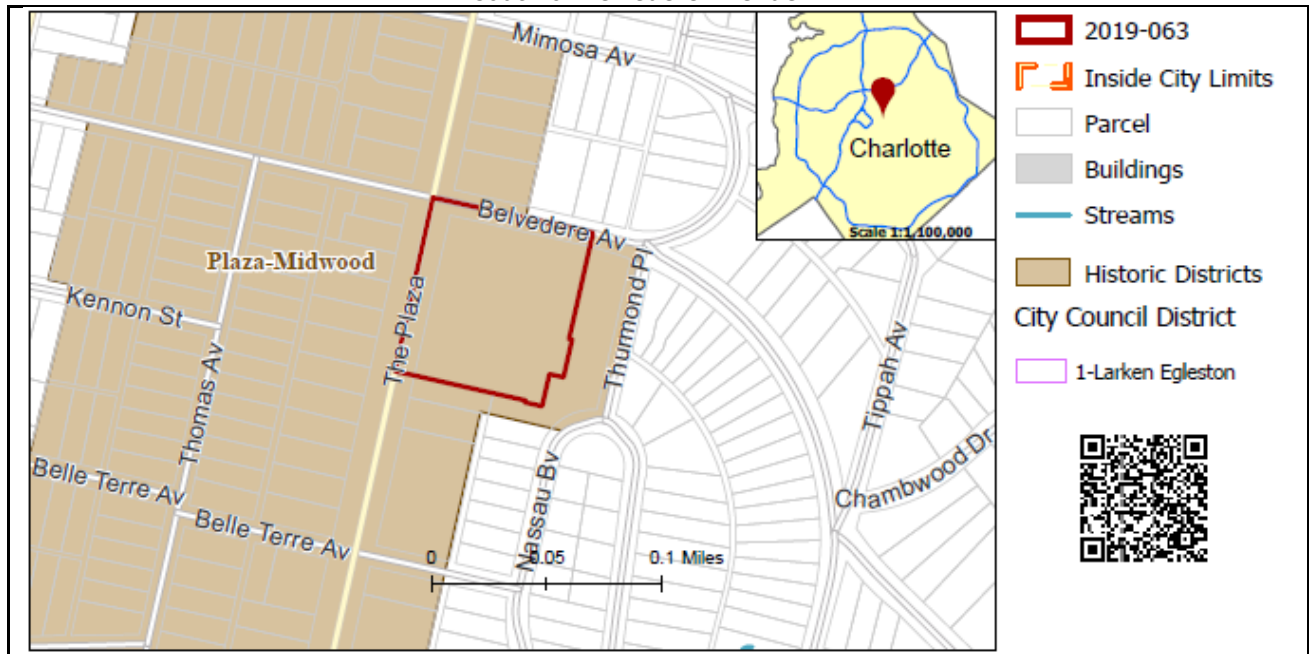 Mimosa Av
Belvedere Av
Plaza-Midwood
Kennon St
The Plaza
Thurmond Pl
Thomas Av
Tippah Av
Belle Terre Av
Belle Terre Av
Nassau Bv
Chambwood Dr
0 0.05 0.1 Miles
Charlotte
Scale 1:1,100,000
2019-063
Inside City Limits
Parcel
Buildings
Streams
Historic Districts
City Council District
1-Larken Egleston